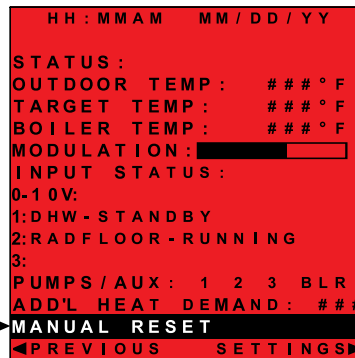 HH:MMAM MM/DD/YY
STATUS:
OUTDOOR TEMP: ###°F
TARGET TEMP: ###°F
BOILER TEMP: ###°F
MODULATION:
INPUT STATUS:
0-10V:
1:DHW-STANDBY
2:RADFLOOR-RUNNING
3:
PUMPS/AUX: 1 2 3 BLR
ADD'L HEAT DEMAND: ###
MANUAL RESET
◀PREVIOUS SETTINGS▶